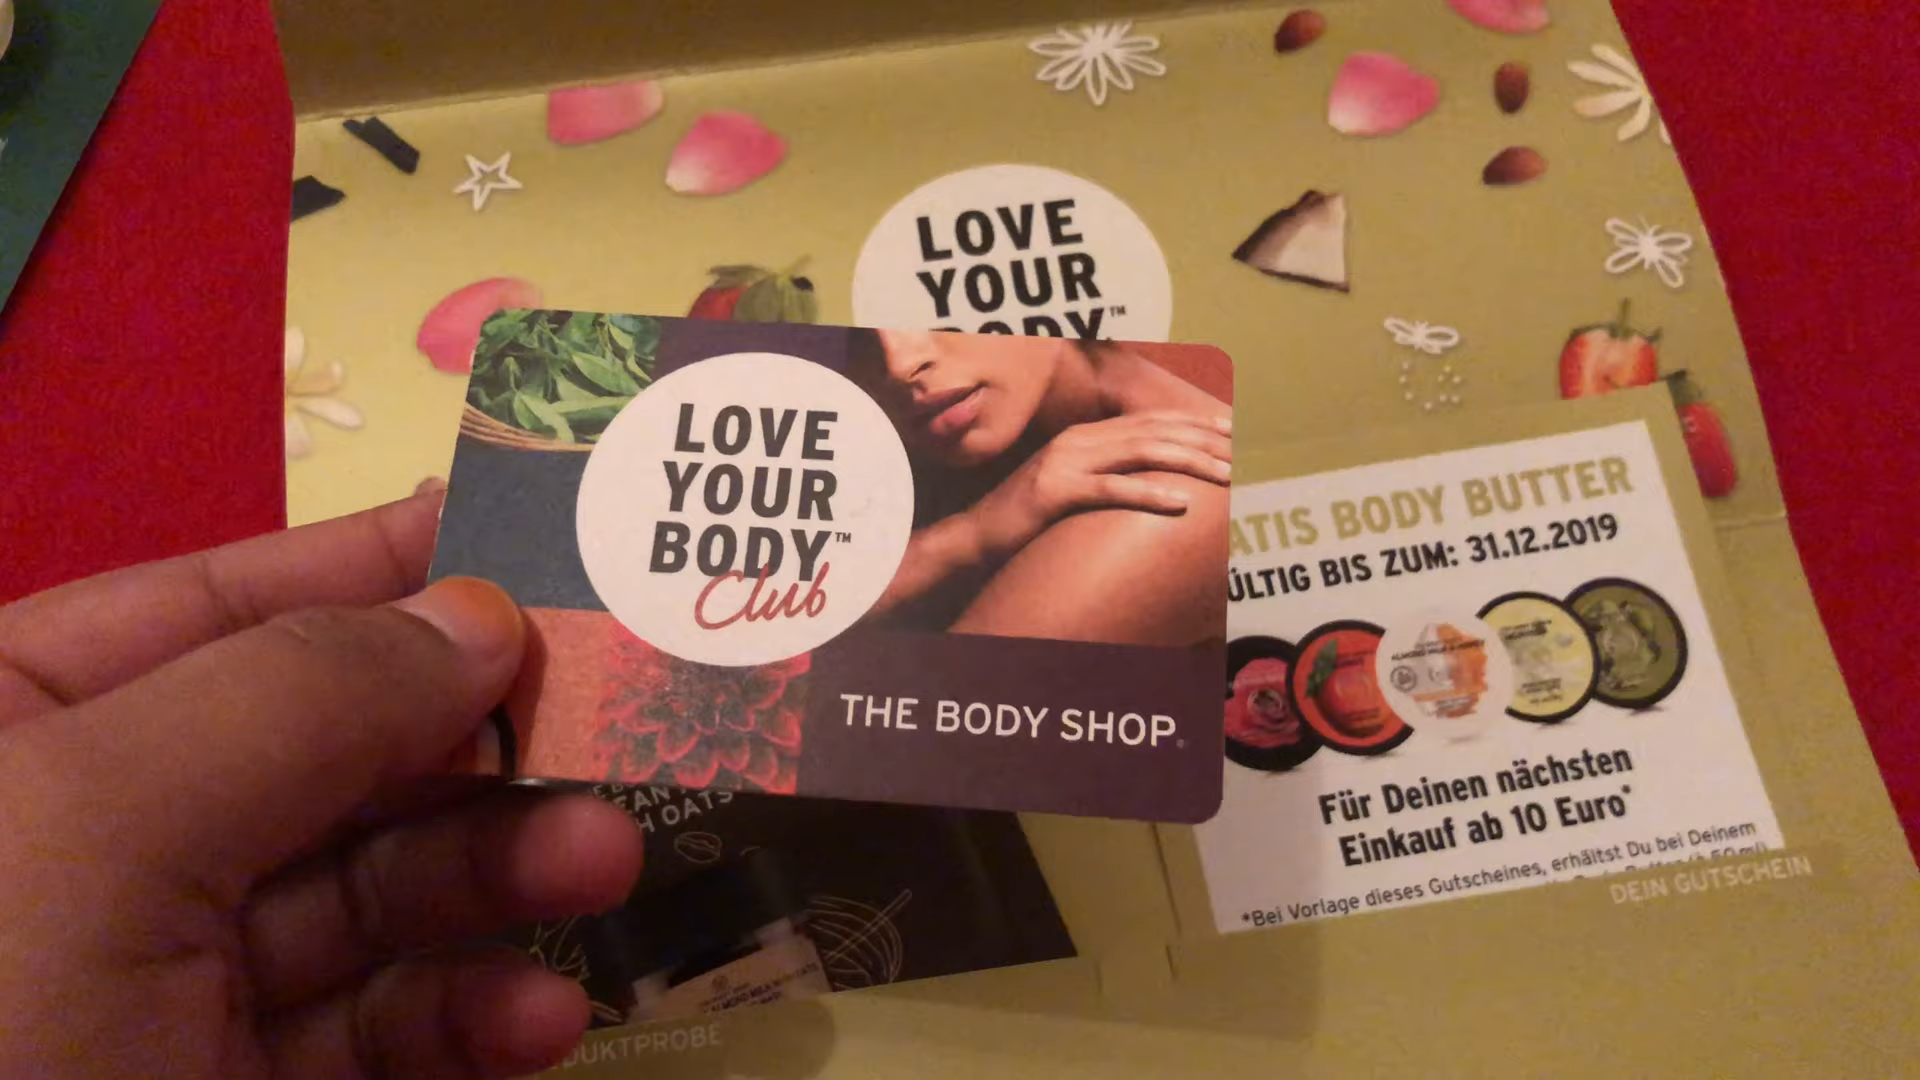 LOVE
YOUR
BODY™
LOVE
YOUR
BODY™
Club
THE BODY SHOP
ATIS BODY BUTTER
ÜLTIG BIS ZUM: 31.12.2019
Für Deinen nächsten
Einkauf ab 10 Euro*
*Bei Vorlage dieses Gutscheines, erhältst Du bei Deinem
DEIN GUTSCHEIN
H OATS
DUKTPROBE